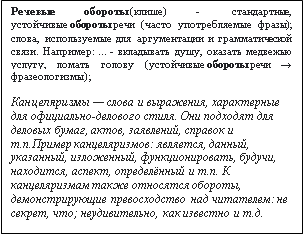 Речевые обороты(клише) - стандартные,
устойчивые обороты речи (часто употребляемые фразы);
слова, используемые для аргументации и грамматической
связи. Например: ... - вкладывать душу, оказать медвежью
услугу, ломать голову (устойчивые обороты речи →
фразеологизмы);
Канцеляризмы — слова и выражения, характерные
для официально-делового стиля. Они подходят для
деловых бумаг, актов, заявлений, справок и
т.п.Пример канцеляризмов: является, данный,
указанный, изложенный, функционировать, будучи,
находится, аспект, определённый и т.п. К
канцеляризмам также относятся обороты,
демонстрирующие превосходство над читателем: не
секрет, что; неудивительно, как известно и т.д.